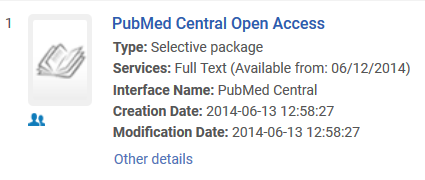 1
PubMed Central Open Access
Type: Selective package
Services: Full Text (Available from: 06/12/2014)
Interface Name: PubMed Central
Creation Date: 2014-06-13 12:58:27
Modification Date: 2014-06-13 12:58:27
Other details